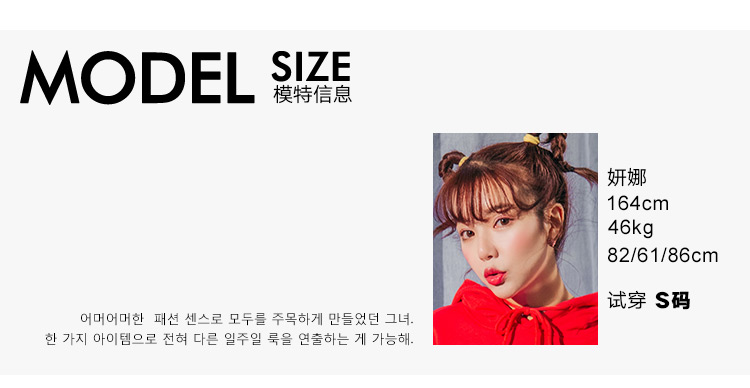 MODEL SIZE
模特信息
妍娜
164cm
46kg
82/61/86cm
试穿 S码
어머어머한 패션 센스로 모두를 주목하게 만들었던 그녀.
한 가지 아이템으로 전혀 다른 일주일 룩을 연출하는 게 가능해.